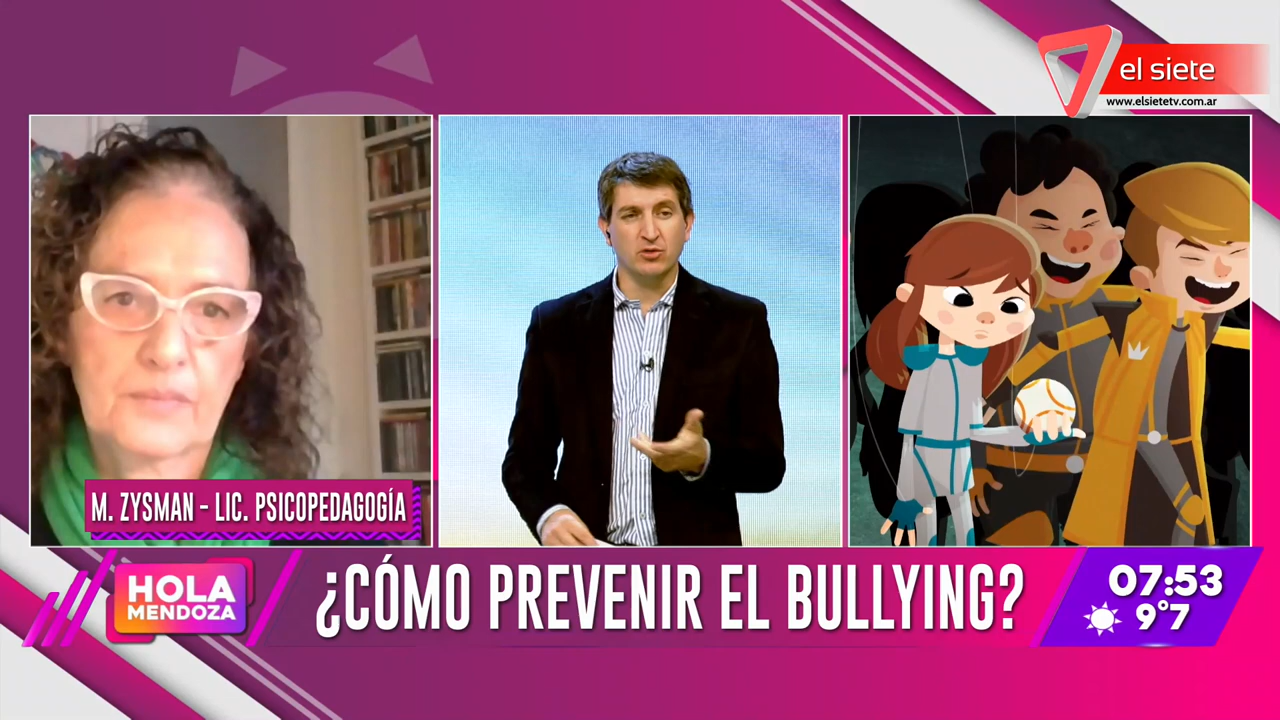 7
el siete
www.elsietetv.com.ar
M. ZYSMAN - LIC. PSICOPEDAGOGÍA
HOLA
MENDOZA
¿CÓMO PREVENIR EL BULLYING?
07:53
9°7